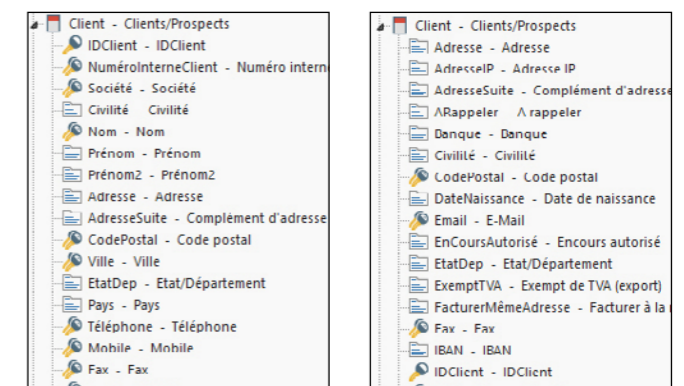 Client - Clients/Prospects
IDClient - IDClient
NuméroInterneClient - Numéro intern
Société - Société
Civilité Civilité
Nom - Nom
Prénom - Prénom
Prénom2 - Prénom2
Adresse - Adresse
AdresseSuite - Complément d'adresse
CodePostal - Code postal
Ville - Ville
EtatDep - Etat/Département
Pays - Pays
Téléphone - Téléphone
Mobile - Mobile
Fax - Fax
Client - Clients/Prospects
Adresse - Adresse
AdresseIP - Adresse IP
AdresseSuite - Complément d'adresse
ARappeler A rappeler
Banque - Banque
Civilité - Civilité
CodePostal - Code postal
DateNaissance - Date de naissance
Email - E-Mail
EnCoursAutorisé - Encours autorisé
EtatDep - Etat/Département
ExemptTVA - Exempt de TVA (export)
FacturerMêmeAdresse - Facturer à la
Fax - Fax
IBAN - IBAN
IDClient - IDClient